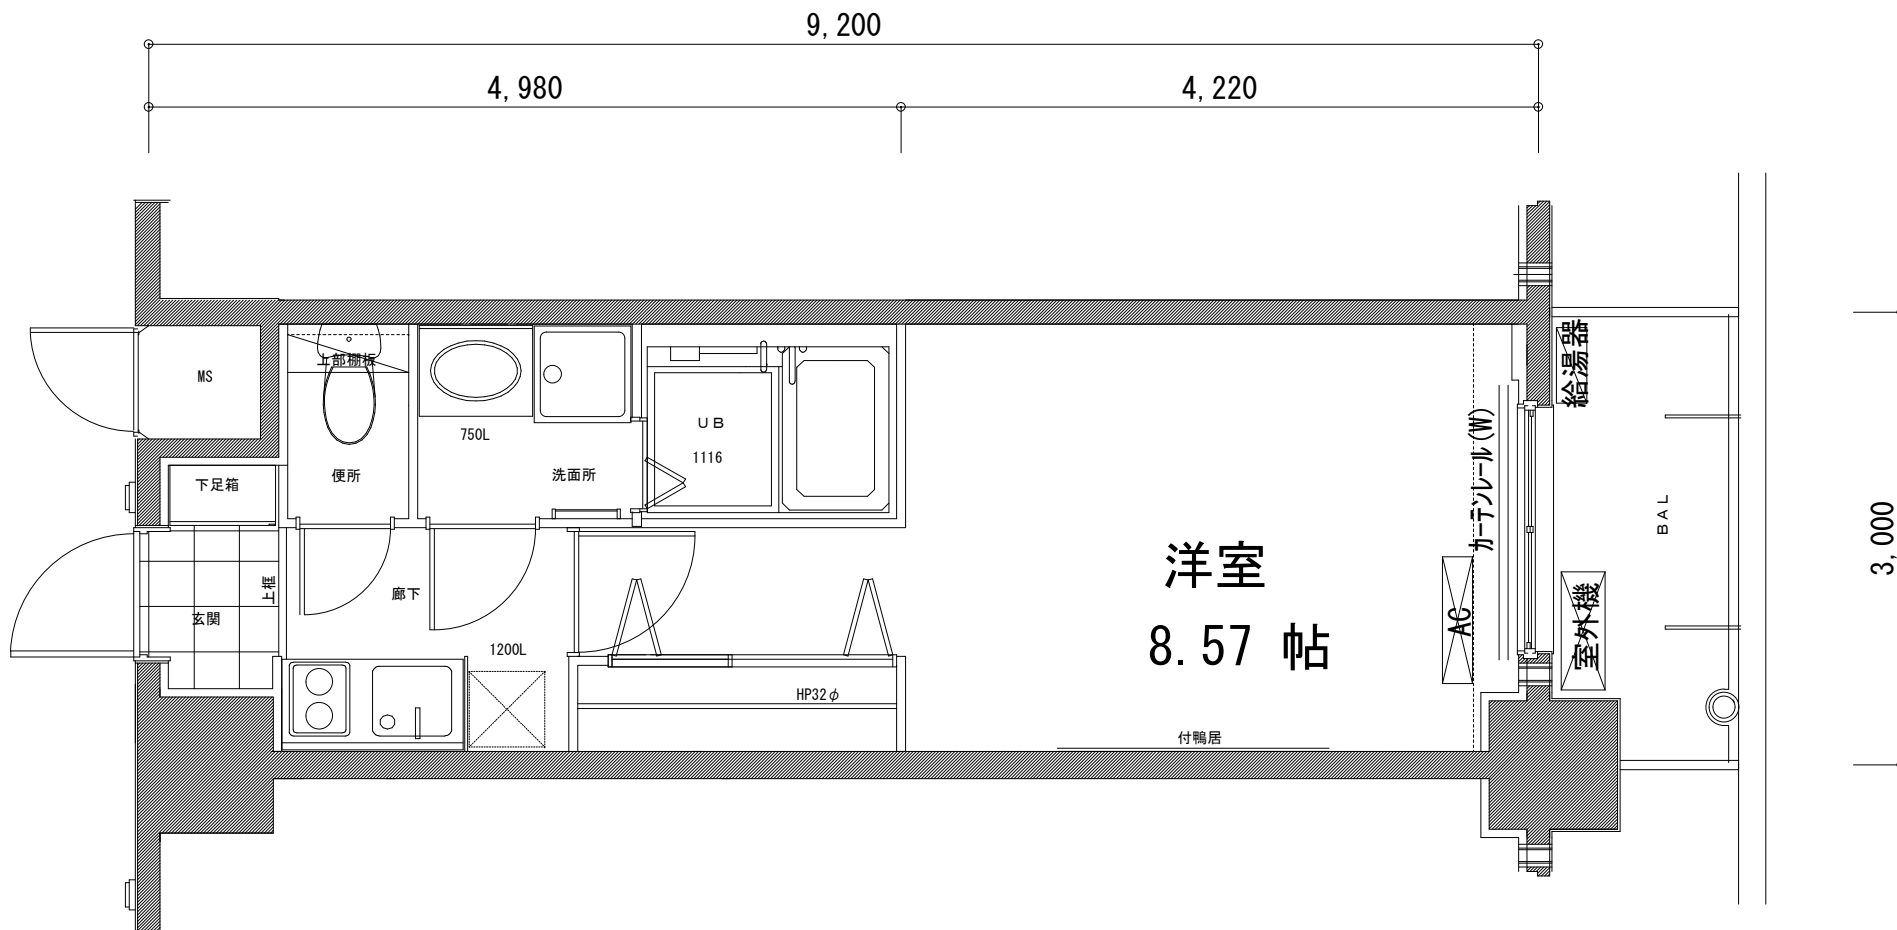 9,200
4,980
4,220
MS
上部棚板
750L
UB
1116
便所
洗面所
下足箱
上框
玄関
廊下
1200L
HP32φ
洋室
8.57 帖
付鴨居
AC
カーテンレール(W)
給湯器
室外機
BAL
3,000